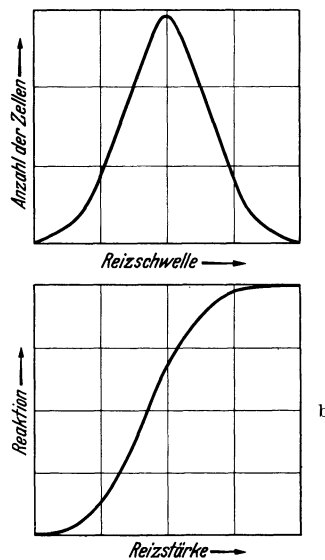 Anzahl der Zellen
Reizschwelle
Reaktion
b
Reizstärke